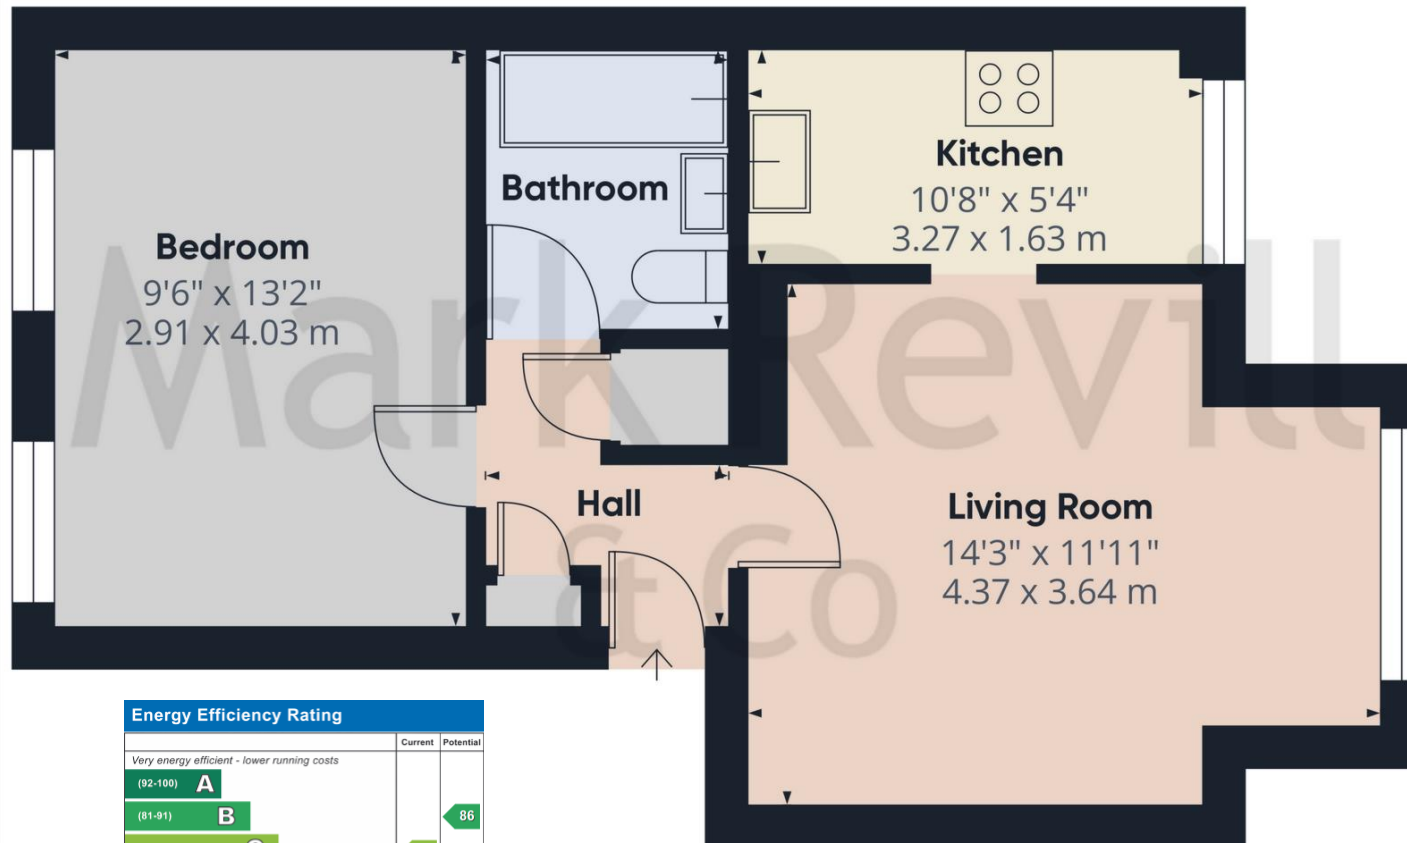 Bedroom
9'6" x 13'2"
2.91 x 4.03 m
Bathroom
Kitchen
10'8" x 5'4"
3.27 x 1.63 m
Hall
Living Room
14'3" x 11'11"
4.37 x 3.64 m
Mark Revill
& Co
Energy Efficiency Rating
Current Potential
Very energy efficient - lower running costs
(92-100) A
(81-91) B
86